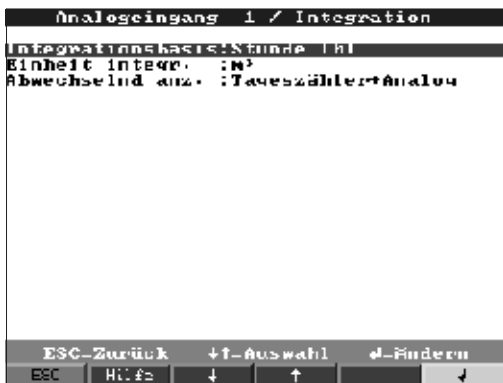 Analogeingang 1 / Integration
Integrationsbasis:Stunde (h)
Einheit integr. :m³
Abwechselnd anz. :Tageszähler+Analog
ESC=Zurück ↓↑=Auswahl ↵=Ändern
ESC Hilfe ↓ ↑ ↵